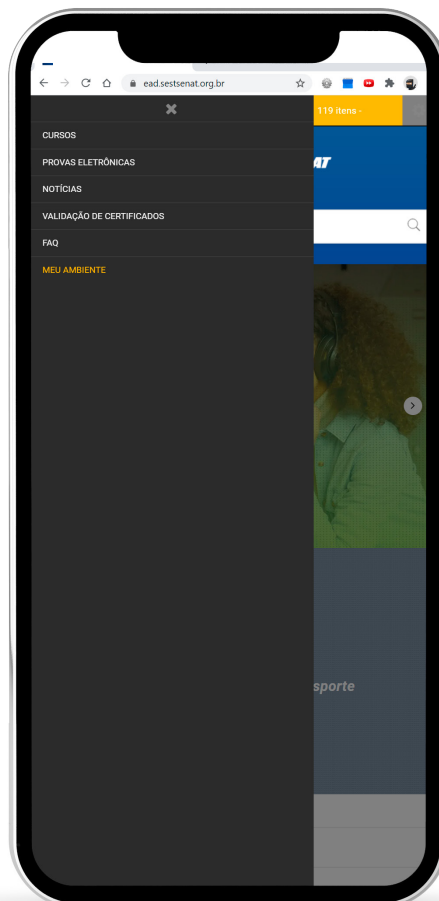 ead.sestsenat.org.br
119 itens -
CURSOS
PROVAS ELETRÔNICAS
AT
NOTÍCIAS
VALIDAÇÃO DE CERTIFICADOS
FAQ
MEU AMBIENTE
sporte